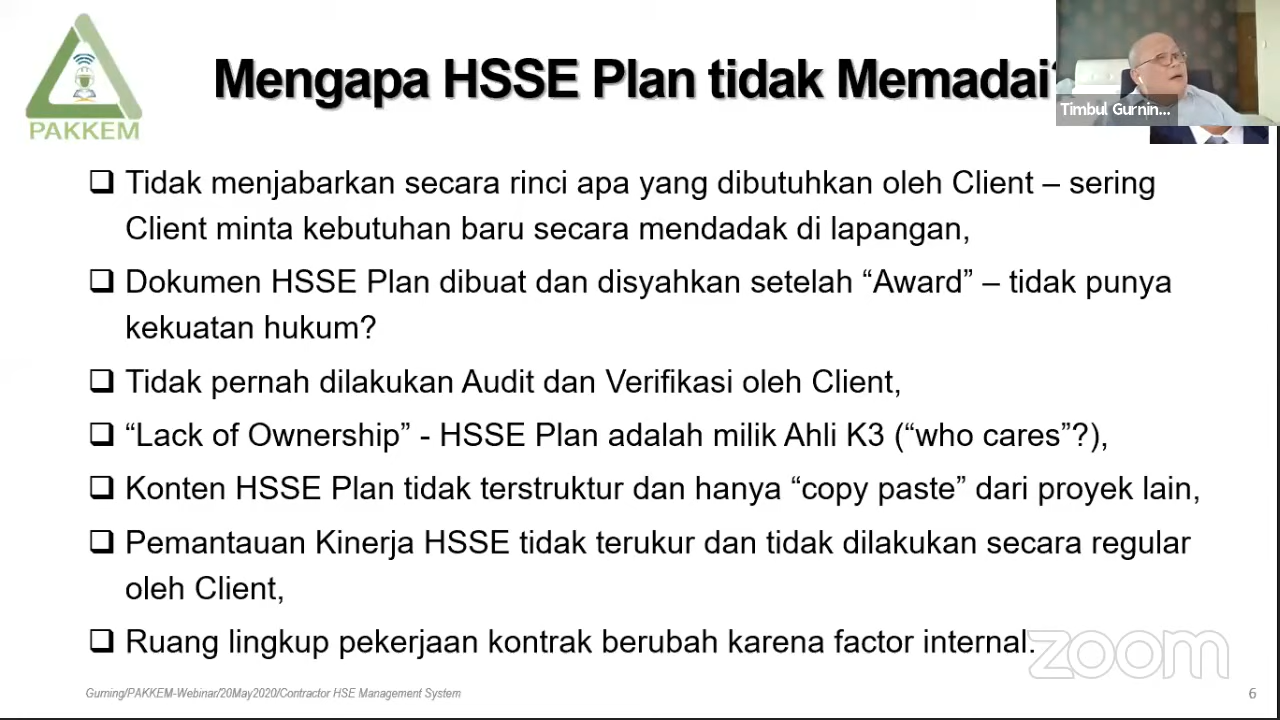 PAKKEM
Mengapa HSSE Plan tidak Memadai?
Timbul Gurnin...
❑ Tidak menjabarkan secara rinci apa yang dibutuhkan oleh Client – sering
Client minta kebutuhan baru secara mendadak di lapangan,
❑ Dokumen HSSE Plan dibuat dan disyahkan setelah “Award” – tidak punya
kekuatan hukum?
❑ Tidak pernah dilakukan Audit dan Verifikasi oleh Client,
❑ “Lack of Ownership” - HSSE Plan adalah milik Ahli K3 (“who cares”?),
❑ Konten HSSE Plan tidak terstruktur dan hanya “copy paste” dari proyek lain,
❑ Pemantauan Kinerja HSSE tidak terukur dan tidak dilakukan secara regular
oleh Client,
❑ Ruang lingkup pekerjaan kontrak berubah karena factor internal.
zoom
Gurning/PAKKEM-Webinar/20May2020/Contractor HSE Management System
6